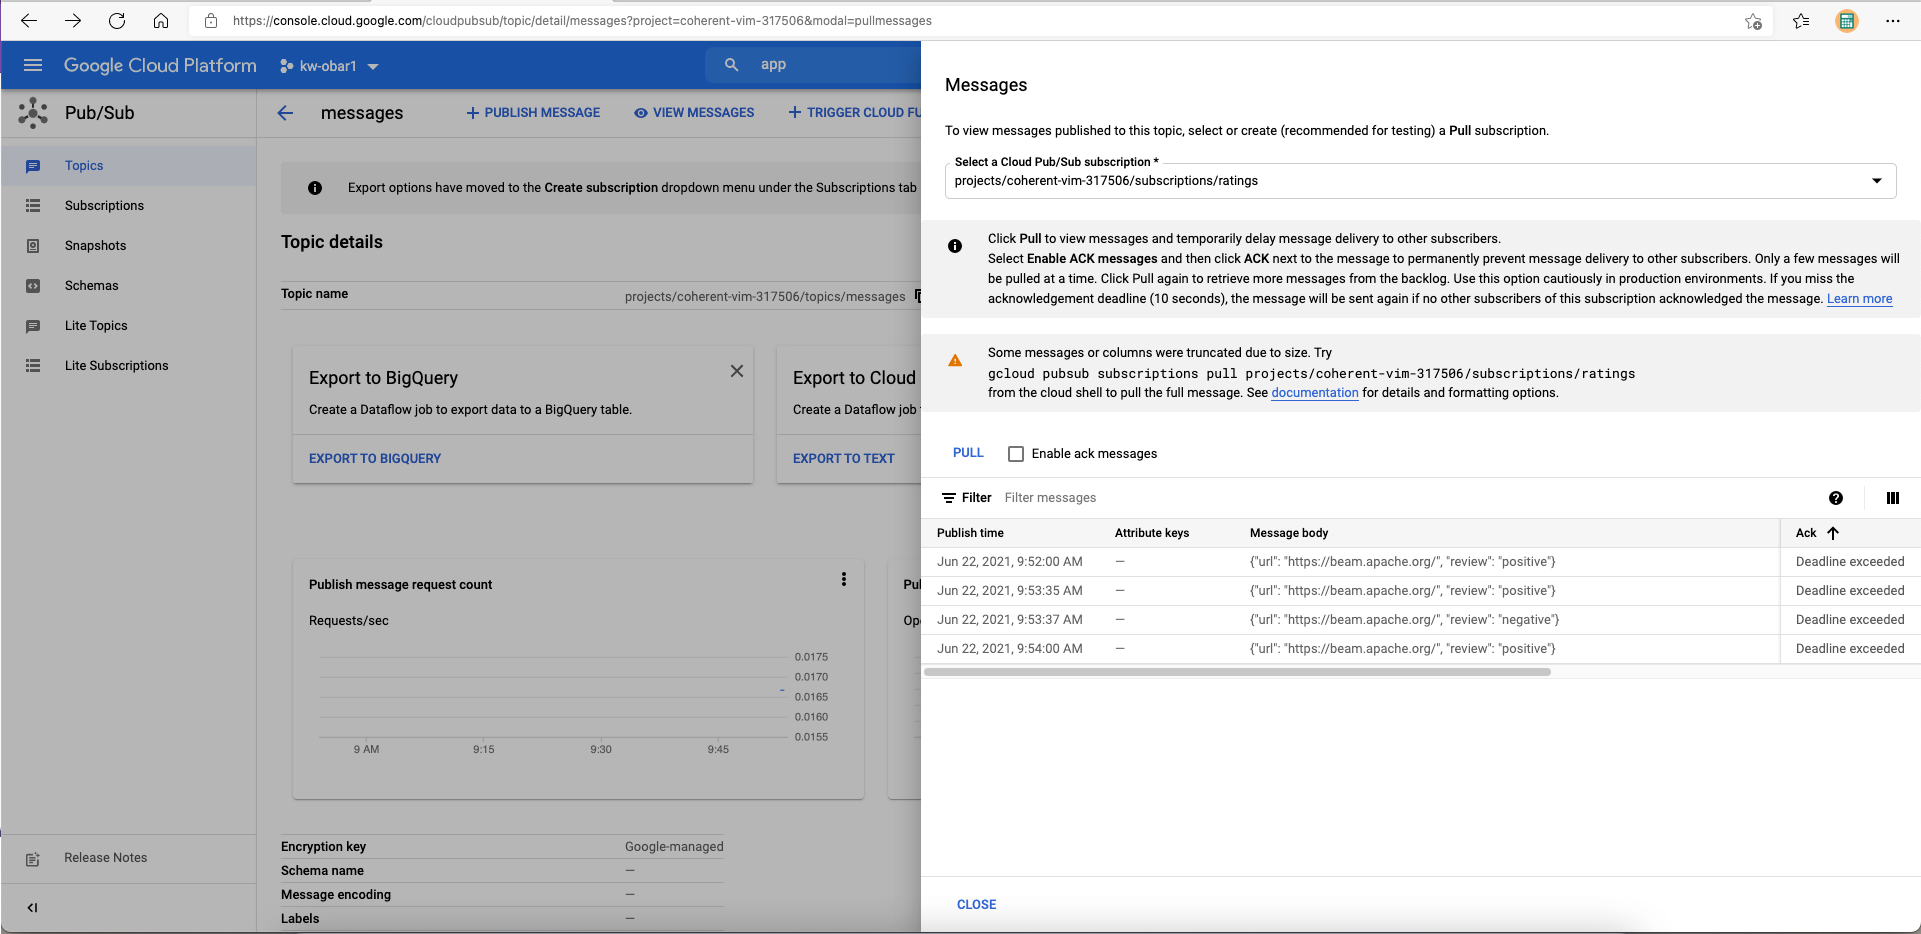 https://console.cloud.google.com/cloudpubsub/topic/detail/messages?project=coherent-vim-317506&modal=pullmessages
Google Cloud Platform
kw-obar1
app
Pub/Sub
Topics
Subscriptions
Snapshots
Schemas
Lite Topics
Lite Subscriptions
Release Notes
messages
PUBLISH MESSAGE
VIEW MESSAGES
TRIGGER CLOUD FU
Export options have moved to the Create subscription dropdown menu under the Subscriptions tab
Topic details
Topic name projects/coherent-vim-317506/topics/messages
Export to BigQuery
Create a Dataflow job to export data to a BigQuery table.
EXPORT TO BIGQUERY
Export to Cloud
Create a Dataflow job
EXPORT TO TEXT
Publish message request count
Requests/sec
0.0175
0.0170
0.0165
0.0160
0.0155
9 AM 9:15 9:30 9:45
Pul
Ope
Encryption key Google-managed
Schema name —
Message encoding —
Labels —
Messages
To view messages published to this topic, select or create (recommended for testing) a Pull subscription.
Select a Cloud Pub/Sub subscription *
projects/coherent-vim-317506/subscriptions/ratings
Click Pull to view messages and temporarily delay message delivery to other subscribers.
Select Enable ACK messages and then click ACK next to the message to permanently prevent message delivery to other subscribers. Only a few messages will
be pulled at a time. Click Pull again to retrieve more messages from the backlog. Use this option cautiously in production environments. If you miss the
acknowledgement deadline (10 seconds), the message will be sent again if no other subscribers of this subscription acknowledged the message. Learn more
Some messages or columns were truncated due to size. Try
gcloud pubsub subscriptions pull projects/coherent-vim-317506/subscriptions/ratings
from the cloud shell to pull the full message. See documentation for details and formatting options.
PULL Enable ack messages
Filter Filter messages
Publish time Attribute keys Message body Ack
Jun 22, 2021, 9:52:00 AM — {"url": "https://beam.apache.org/", "review": "positive"} Deadline exceeded
Jun 22, 2021, 9:53:35 AM — {"url": "https://beam.apache.org/", "review": "positive"} Deadline exceeded
Jun 22, 2021, 9:53:37 AM — {"url": "https://beam.apache.org/", "review": "negative"} Deadline exceeded
Jun 22, 2021, 9:54:00 AM — {"url": "https://beam.apache.org/", "review": "positive"} Deadline exceeded
CLOSE